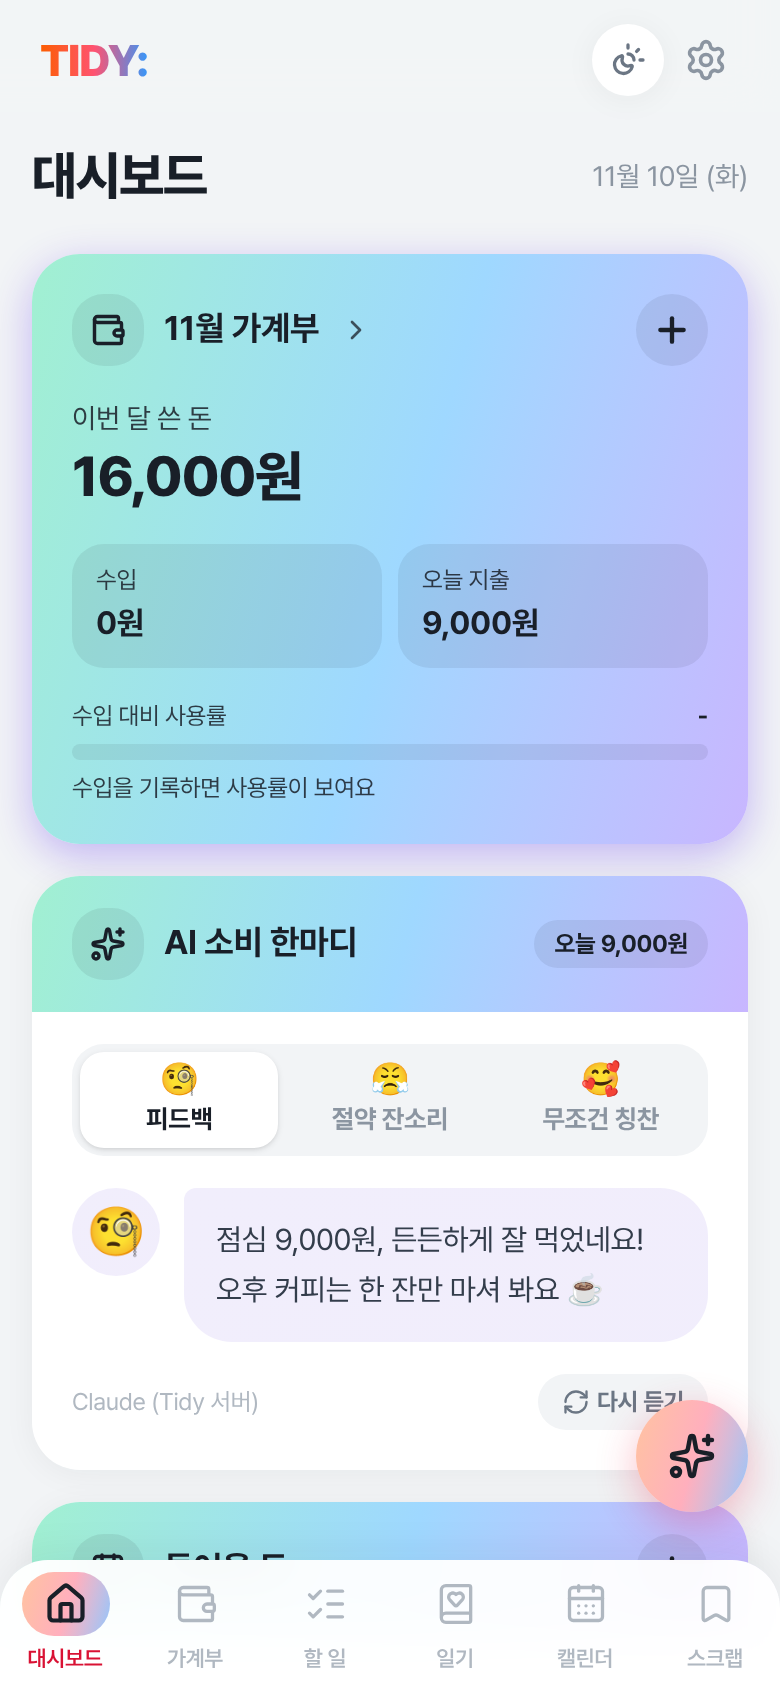 TIDY:
대시보드
11월 10일 (화)
11월 가계부
이번 달 쓴 돈
16,000원
수입
0원
오늘 지출
9,000원
수입 대비 사용률
-
수입을 기록하면 사용률이 보여요
AI 소비 한마디
오늘 9,000원
피드백
절약 잔소리
무조건 칭찬
점심 9,000원, 든든하게 잘 먹었네요!
오후 커피는 한 잔만 마셔 봐요 ☕
Claude (Tidy 서버)
다시 듣기
대시보드
가계부
할 일
일기
캘린더
스크랩